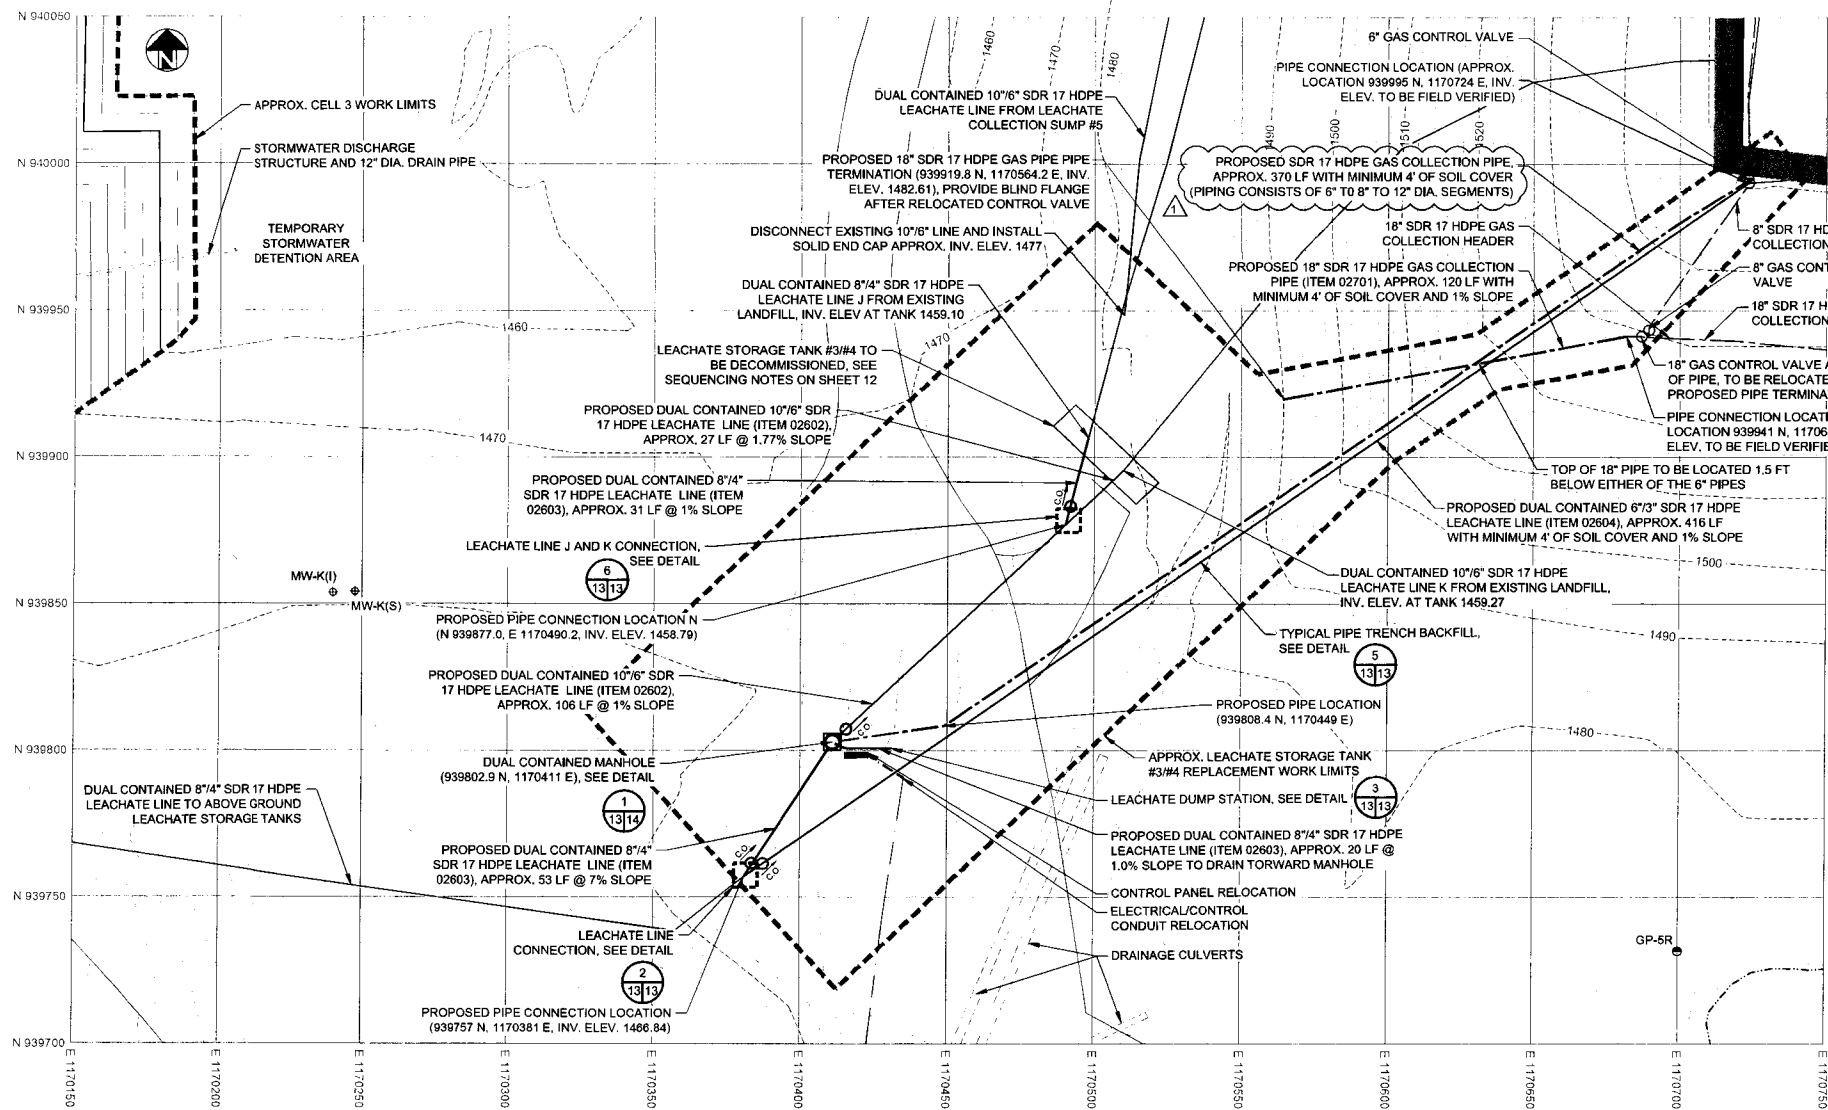 N 940050
N 940000
N 939950
N 939900
N 939850
N 939800
N 939750
N 939700
N
APPROX. CELL 3 WORK LIMITS
STORMWATER DISCHARGE
STRUCTURE AND 12" DIA. DRAIN PIPE
TEMPORARY
STORMWATER
DETENTION AREA
1460
1470
1480
DUAL CONTAINED 10"/6" SDR 17 HDPE
LEACHATE LINE FROM LEACHATE
COLLECTION SUMP #5
PROPOSED 18" SDR 17 HDPE GAS PIPE PIPE
TERMINATION (939919.8 N, 1170564.2 E, INV.
ELEV. 1482.61), PROVIDE BLIND FLANGE
AFTER RELOCATED CONTROL VALVE
DISCONNECT EXISTING 10"/6" LINE AND INSTALL
SOLID END CAP APPROX. INV. ELEV. 1477
DUAL CONTAINED 8"/4" SDR 17 HDPE
LEACHATE LINE J FROM EXISTING
LANDFILL, INV. ELEV AT TANK 1459.10
1460
1470
LEACHATE STORAGE TANK #3/#4 TO
BE DECOMMISSIONED, SEE
SEQUENCING NOTES ON SHEET 12
PROPOSED DUAL CONTAINED 10"/6" SDR
17 HDPE LEACHATE LINE (ITEM 02602),
APPROX. 27 LF @ 1.77% SLOPE
1470
PROPOSED DUAL CONTAINED 8"/4"
SDR 17 HDPE LEACHATE LINE (ITEM
02603), APPROX. 31 LF @ 1% SLOPE
C.O.
LEACHATE LINE J AND K CONNECTION,
SEE DETAIL
6
13 13
MW-K(I)
MW-K(S)
PROPOSED PIPE CONNECTION LOCATION N
(N 939877.0, E 1170490.2, INV. ELEV. 1458.79)
PROPOSED DUAL CONTAINED 10"/6" SDR
17 HDPE LEACHATE LINE (ITEM 02602),
APPROX. 106 LF @ 1% SLOPE
C.O.
DUAL CONTAINED MANHOLE
(939802.9 N, 1170411 E), SEE DETAIL
1
13 14
DUAL CONTAINED 8"/4" SDR 17 HDPE
LEACHATE LINE TO ABOVE GROUND
LEACHATE STORAGE TANKS
PROPOSED DUAL CONTAINED 8"/4"
SDR 17 HDPE LEACHATE LINE (ITEM
02603), APPROX. 53 LF @ 7% SLOPE
C.O.
C.O.
LEACHATE LINE
CONNECTION, SEE DETAIL
2
13 13
PROPOSED PIPE CONNECTION LOCATION
(939757 N, 1170381 E, INV. ELEV. 1466.84)
6" GAS CONTROL VALVE
PIPE CONNECTION LOCATION (APPROX.
LOCATION 939995 N, 1170724 E, INV.
ELEV. TO BE FIELD VERIFIED)
1490
1500
1510
1520
PROPOSED SDR 17 HDPE GAS COLLECTION PIPE,
APPROX. 370 LF WITH MINIMUM 4' OF SOIL COVER
(PIPING CONSISTS OF 6" TO 8" TO 12" DIA. SEGMENTS)
1
18" SDR 17 HDPE GAS
COLLECTION HEADER
PROPOSED 18" SDR 17 HDPE GAS COLLECTION
PIPE (ITEM 02701), APPROX. 120 LF WITH
MINIMUM 4' OF SOIL COVER AND 1% SLOPE
8" SDR 17 HD
COLLECTION
8" GAS CONT
VALVE
18" SDR 17 H
COLLECTION
18" GAS CONTROL VALVE A
OF PIPE, TO BE RELOCATE
PROPOSED PIPE TERMINA
PIPE CONNECTION LOCATI
LOCATION 939941 N, 11706
ELEV. TO BE FIELD VERIFIE
TOP OF 18" PIPE TO BE LOCATED 1.5 FT
BELOW EITHER OF THE 6" PIPES
PROPOSED DUAL CONTAINED 6"/3" SDR 17 HDPE
LEACHATE LINE (ITEM 02604), APPROX. 416 LF
WITH MINIMUM 4' OF SOIL COVER AND 1% SLOPE
1500
DUAL CONTAINED 10"/6" SDR 17 HDPE
LEACHATE LINE K FROM EXISTING LANDFILL,
INV. ELEV. AT TANK 1459.27
1490
TYPICAL PIPE TRENCH BACKFILL,
SEE DETAIL
5
13 13
PROPOSED PIPE LOCATION
(939808.4 N, 1170449 E)
1480
APPROX. LEACHATE STORAGE TANK
#3/#4 REPLACEMENT WORK LIMITS
LEACHATE DUMP STATION, SEE DETAIL
3
13 13
PROPOSED DUAL CONTAINED 8"/4" SDR 17 HDPE
LEACHATE LINE (ITEM 02603), APPROX. 20 LF @
1.0% SLOPE TO DRAIN TORWARD MANHOLE
CONTROL PANEL RELOCATION
ELECTRICAL/CONTROL
CONDUIT RELOCATION
DRAINAGE CULVERTS
GP-5R
E 1170150
E 1170200
E 1170250
E 1170300
E 1170350
E 1170400
E 1170450
E 1170500
E 1170550
E 1170600
E 1170650
E 1170700
E 1170750